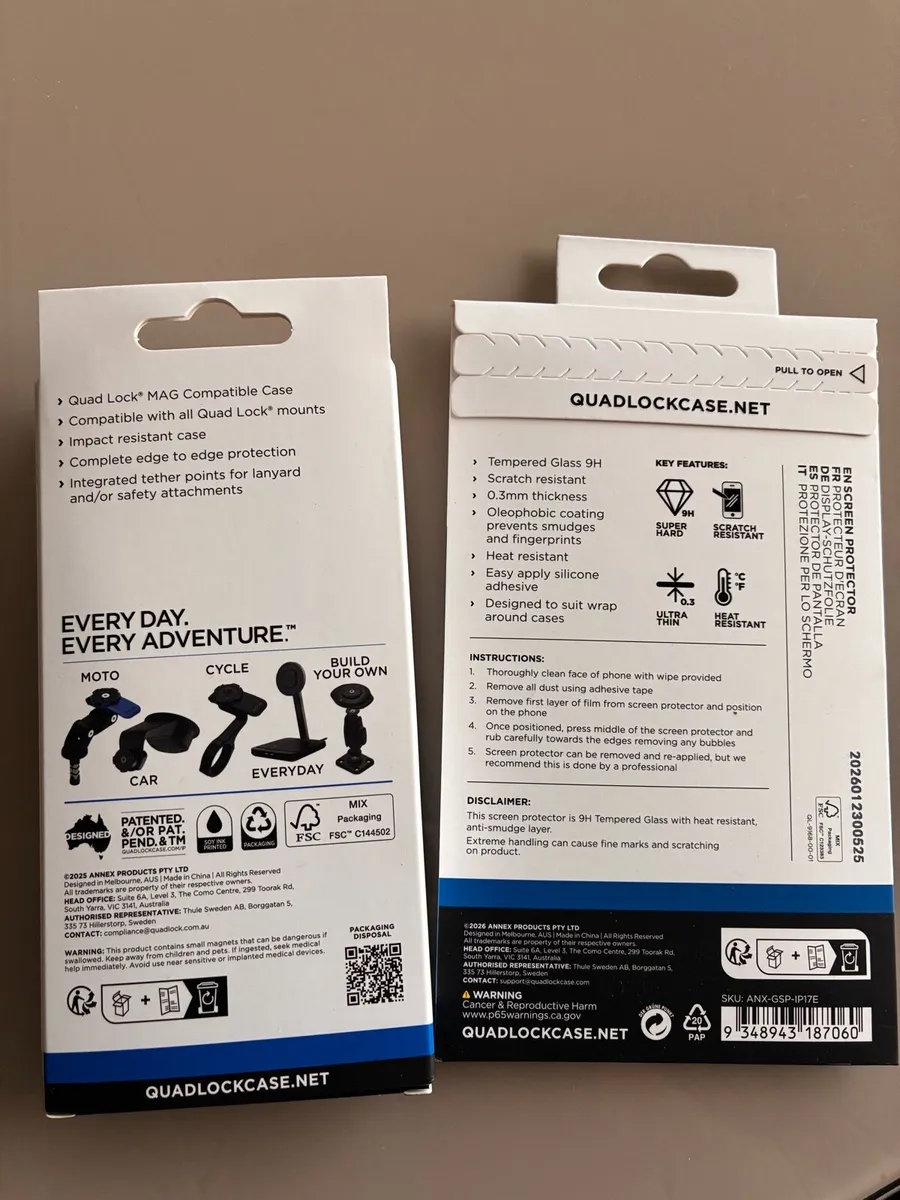 › Quad Lock® MAG Compatible Case
› Compatible with all Quad Lock® mounts
› Impact resistant case
› Complete edge to edge protection
› Integrated tether points for lanyard
and/or safety attachments
EVERY DAY.
EVERY ADVENTURE.™
MOTO
CYCLE
BUILD
YOUR OWN
CAR
EVERYDAY
DESIGNED
PATENTED.
&/OR PAT.
PEND. & TM
QUADLOCKCASE.COM/IP
SOY INK
PRINTED
PACKAGING
FSC
MIX
Packaging
FSC™ C144502
©2025 ANNEX PRODUCTS PTY LTD
Designed in Melbourne, AUS | Made in China | All Rights Reserved
All trademarks are property of their respective owners.
HEAD OFFICE: Suite 6A, Level 3, The Como Centre, 299 Toorak Rd,
South Yarra, VIC 3141, Australia
AUTHORISED REPRESENTATIVE: Thule Sweden AB, Borggatan 5,
335 73 Hillerstorp, Sweden
CONTACT: compliance@quadlock.com.au
WARNING: This product contains small magnets that can be dangerous if
swallowed. Keep away from children and pets. If ingested, seek medical
help immediately. Avoid use near sensitive or implanted medical devices.
PACKAGING
DISPOSAL
QUADLOCKCASE.NET
PULL TO OPEN
QUADLOCKCASE.NET
› Tempered Glass 9H
› Scratch resistant
› 0.3mm thickness
› Oleophobic coating
prevents smudges
and fingerprints
› Heat resistant
› Easy apply silicone
adhesive
› Designed to suit wrap
around cases
KEY FEATURES:
9H
SUPER
HARD
SCRATCH
RESISTANT
0.3
ULTRA
THIN
°C
°F
HEAT
RESISTANT
EN SCREEN PROTECTOR
FR PROTECTEUR D'ÉCRAN
DE DISPLAY-SCHUTZFOLIE
ES PROTECTOR DE PANTALLA
IT PROTEZIONE PER LO SCHERMO
INSTRUCTIONS:
1. Thoroughly clean face of phone with wipe provided
2. Remove all dust using adhesive tape
3. Remove first layer of film from screen protector and position
on the phone
4. Once positioned, press middle of the screen protector and
rub carefully towards the edges removing any bubbles
5. Screen protector can be removed and re-applied, but we
recommend this is done by a professional
DISCLAIMER:
This screen protector is 9H Tempered Glass with heat resistant,
anti-smudge layer.
Extreme handling can cause fine marks and scratching
on product.
2026012300525
FSC
MIX
Packaging
GL-9168-00-01
©2026 ANNEX PRODUCTS PTY LTD
Designed in Melbourne, AUS | Made in China | All Rights Reserved
All trademarks are property of their respective owners.
HEAD OFFICE: Suite 6A, Level 3, The Como Centre, 299 Toorak Rd,
South Yarra, VIC 3141, Australia
AUTHORISED REPRESENTATIVE: Thule Sweden AB, Borggatan 5,
335 73 Hillerstorp, Sweden
CONTACT: support@quadlockcase.com
WARNING
Cancer & Reproductive Harm
www.p65warnings.ca.gov
QUADLOCKCASE.NET
DER GRÜNE PUNKT
20
PAP
SKU: ANX-GSP-IP17E
9 348943 187060